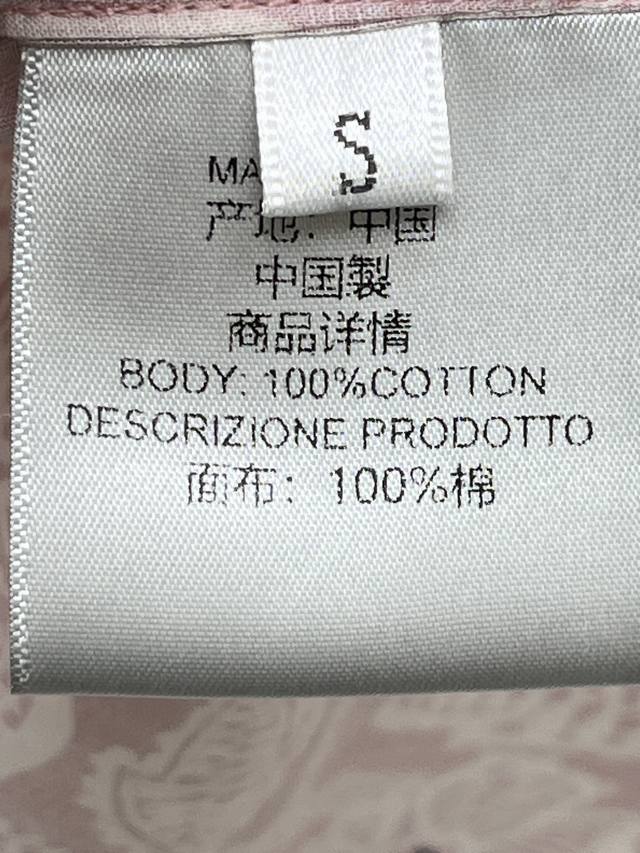 S
MA
产地：中国
中国製
商品详情
BODY: 100%COTTON
DESCRIZIONE PRODOTTO
面布：100%棉